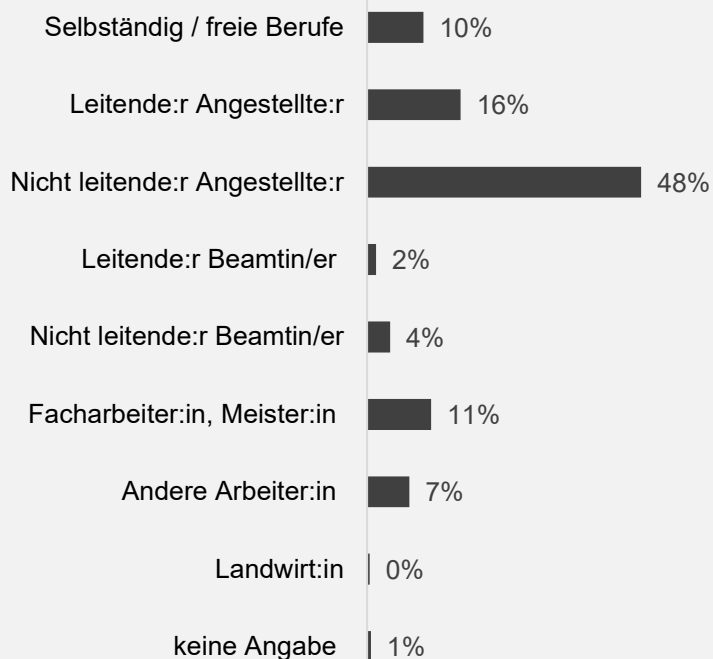 Selbständig / freie Berufe 10%
Leitende:r Angestellte:r 16%
Nicht leitende:r Angestellte:r 48%
Leitende:r Beamtin/er 2%
Nicht leitende:r Beamtin/er 4%
Facharbeiter:in, Meister:in 11%
Andere Arbeiter:in 7%
Landwirt:in 0%
keine Angabe 1%